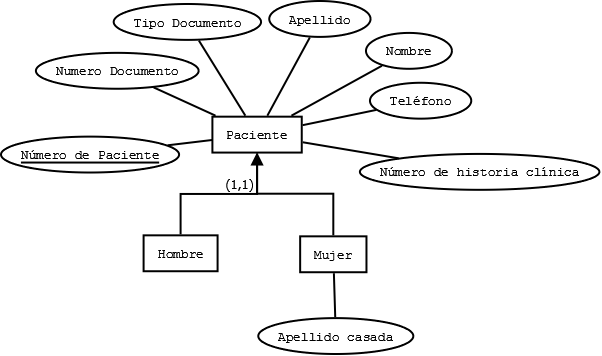 Tipo Documento
Apellido
Nombre
Numero Documento
Teléfono
Paciente
Número de Paciente
Número de historia clínica
(1,1)
Hombre
Mujer
Apellido casada